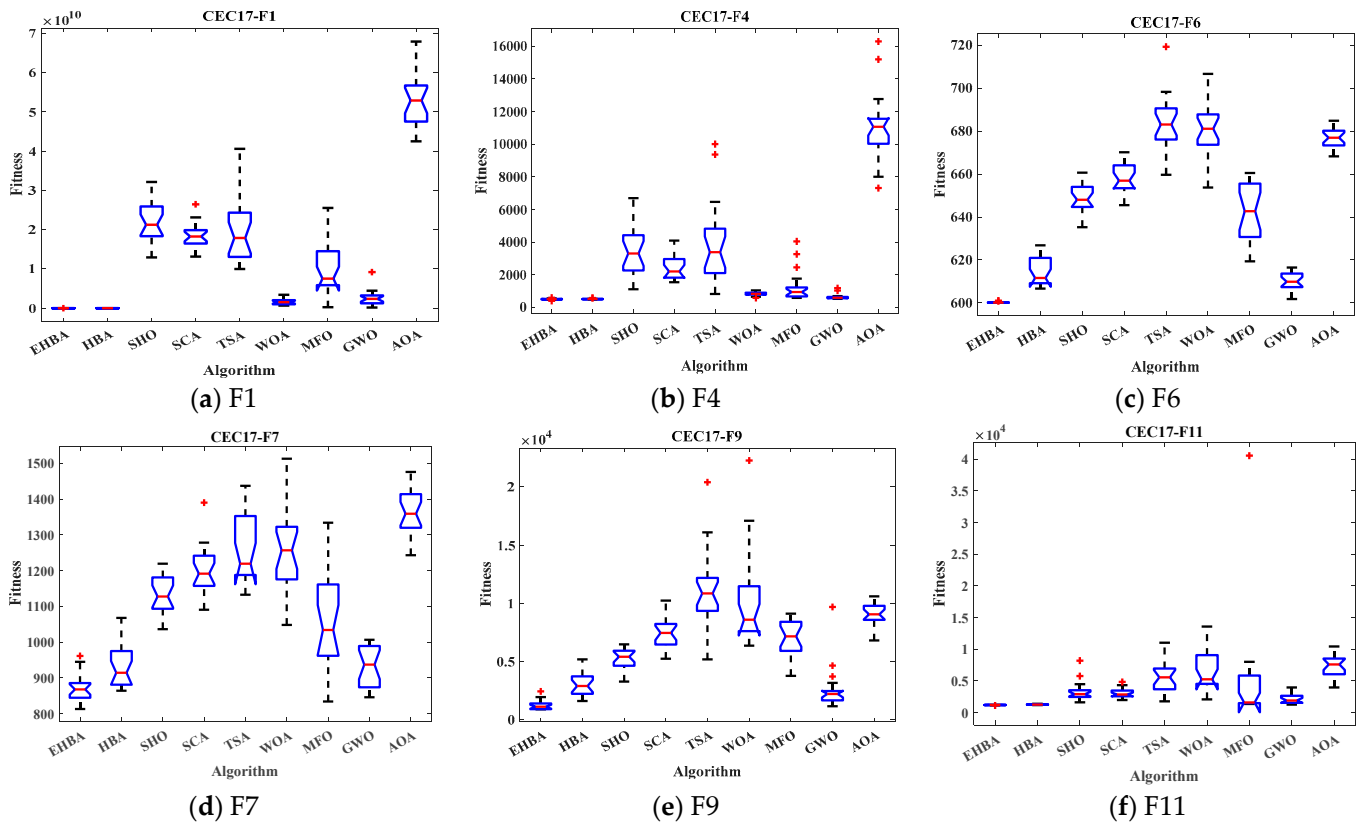 CEC17-F1
×10^10
7
6
5
4
3
2
1
0
Fitness
EHBA HBA SHO SCA TSA WOA MFO GWO AOA
Algorithm
(a) F1
CEC17-F4
16000
14000
12000
10000
8000
6000
4000
2000
0
Fitness
EHBA HBA SHO SCA TSA WOA MFO GWO AOA
Algorithm
(b) F4
CEC17-F6
720
700
680
660
640
620
600
Fitness
EHBA HBA SHO SCA TSA WOA MFO GWO AOA
Algorithm
(c) F6
CEC17-F7
1500
1400
1300
1200
1100
1000
900
800
Fitness
EHBA HBA SHO SCA TSA WOA MFO GWO AOA
Algorithm
(d) F7
CEC17-F9
×10^4
2
1.5
1
0.5
0
Fitness
EHBA HBA SHO SCA TSA WOA MFO GWO AOA
Algorithm
(e) F9
CEC17-F11
×10^4
4
3.5
3
2.5
2
1.5
1
0.5
0
Fitness
EHBA HBA SHO SCA TSA WOA MFO GWO AOA
Algorithm
(f) F11